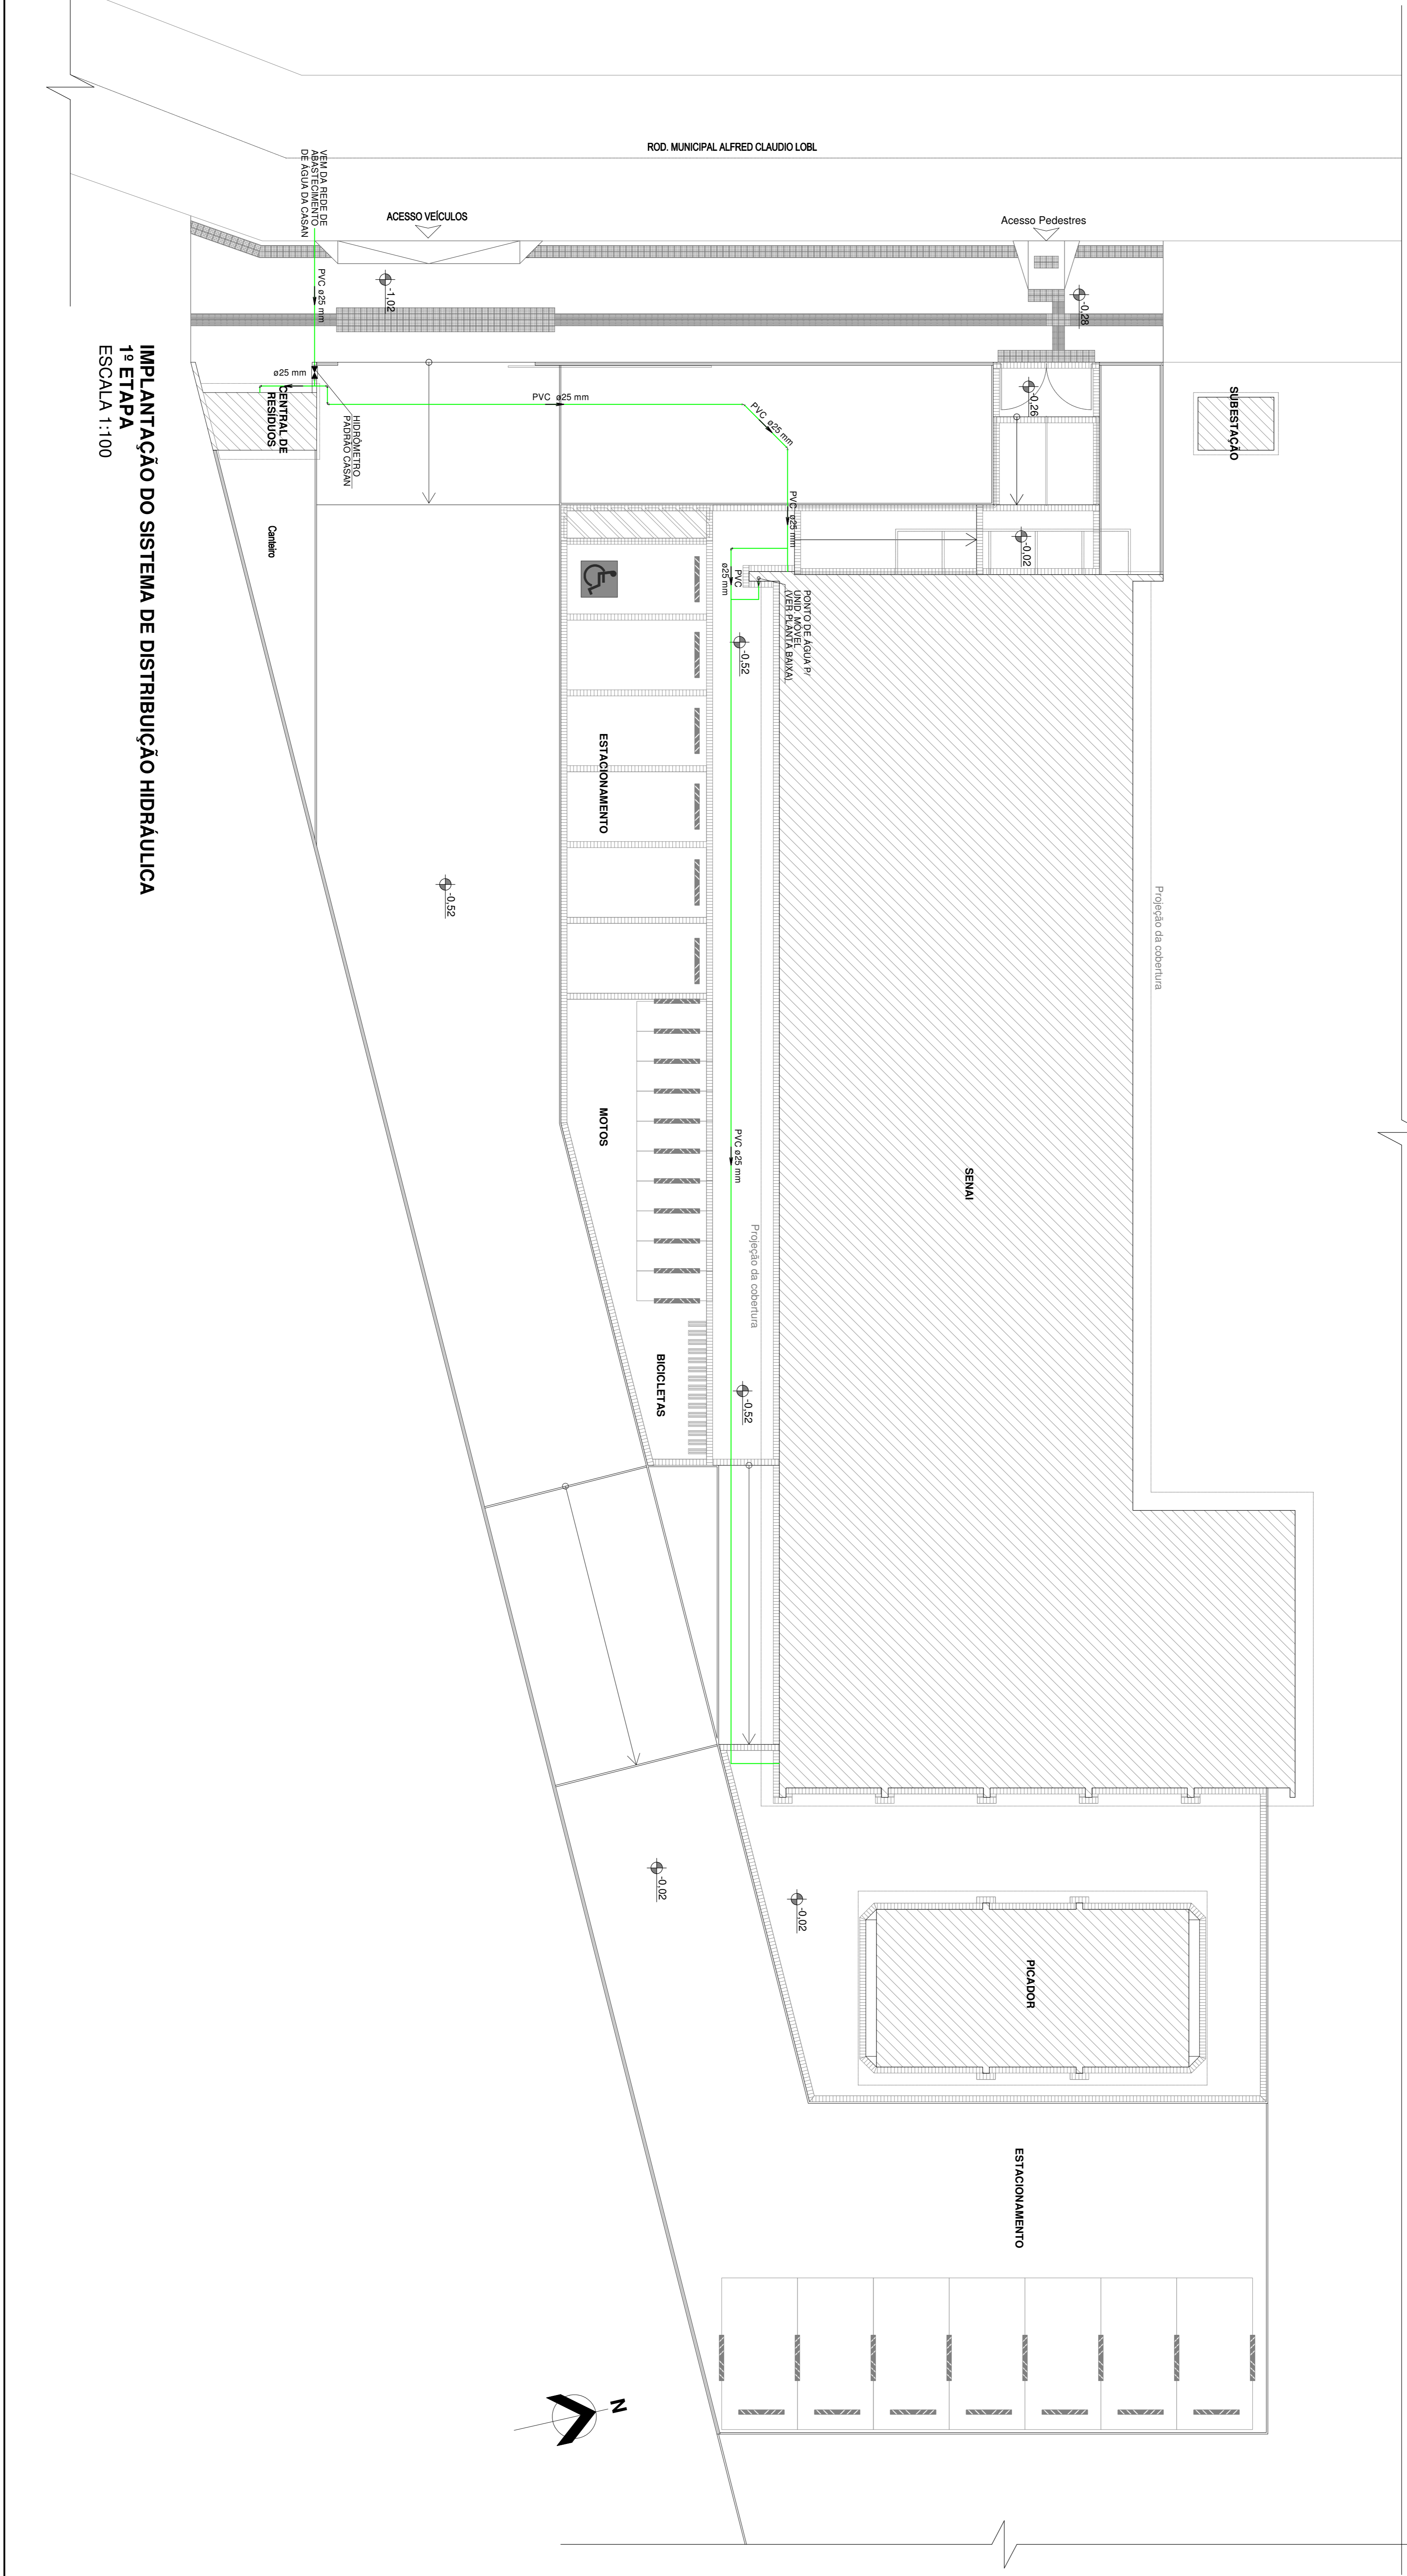 ROD. MUNICIPAL ALFRED CLAUDIO LOBL
VEM DA REDE DE
ABASTECIMENTO
DE ÁGUA DA CASAN
ACESSO VEÍCULOS
Acesso Pedestres
PVC ø25 mm
-1,02
-0,28
ø25 mm
CENTRAL DE
RESÍDUOS
HIDRÔMETRO
PADRÃO CASAN
PVC ø25 mm
PVC ø25 mm
-0,26
SUBESTAÇÃO
IMPLANTAÇÃO DO SISTEMA DE DISTRIBUIÇÃO HIDRÁULICA
1º ETAPA
ESCALA 1:100
Canteiro
PVC ø25 mm
-0,02
PVC
ø25 mm
PONTO DE ÁGUA P/
UNID. MÓVEL
(VER PLANTA BAIXA)
-0,52
ESTACIONAMENTO
-0,52
Projeção da cobertura
MOTOS
PVC ø25 mm
SENAI
Projeção da cobertura
BICICLETAS
-0,52
-0,02
-0,02
PICADOR
ESTACIONAMENTO
N